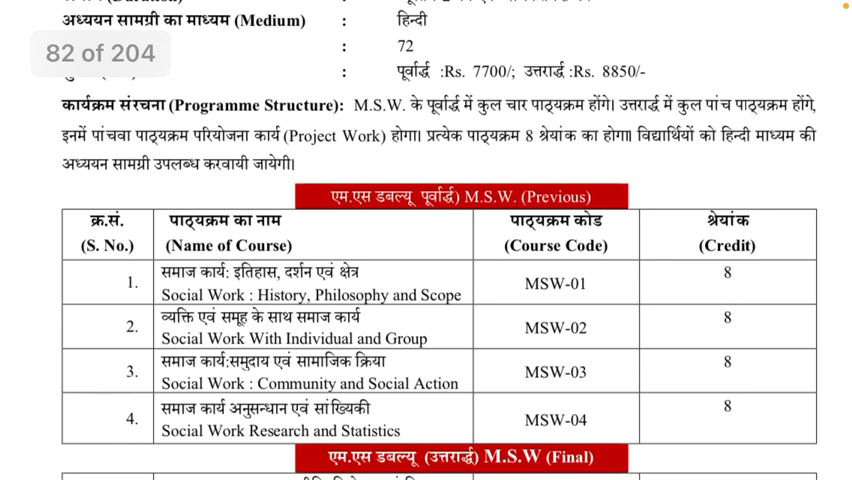 अध्ययन सामग्री का माध्यम (Medium) : हिन्दी
82 of 204
: 72
: पूर्वार्द्ध :Rs. 7700/; उत्तरार्द्ध :Rs. 8850/-
कार्यक्रम संरचना (Programme Structure): M.S.W. के पूर्वार्द्ध में कुल चार पाठ्यक्रम होंगे। उत्तरार्द्ध में कुल पांच पाठ्यक्रम होंगे,
इनमें पांचवा पाठ्यक्रम परियोजना कार्य (Project Work) होगा। प्रत्येक पाठ्यक्रम 8 श्रेयांक का होगा॥ विद्यार्थियों को हिन्दी माध्यम की
अध्ययन सामग्री उपलब्ध करवायी जायेगी।
एम.एस डबल्यू पूर्वार्द्ध) M.S.W. (Previous)
क्र.सं. पाठ्यक्रम का नाम पाठ्यक्रम कोड श्रेयांक
(S. No.) (Name of Course) (Course Code) (Credit)
1. समाज कार्य: इतिहास, दर्शन एवं क्षेत्र MSW-01 8
Social Work : History, Philosophy and Scope
2. व्यक्ति एवं समूह के साथ समाज कार्य MSW-02 8
Social Work With Individual and Group
3. समाज कार्य:समुदाय एवं सामाजिक क्रिया MSW-03 8
Social Work : Community and Social Action
4. समाज कार्य अनुसन्धान एवं सांख्यिकी MSW-04 8
Social Work Research and Statistics
एम.एस डबल्यू (उत्तरार्द्ध) M.S.W (Final)